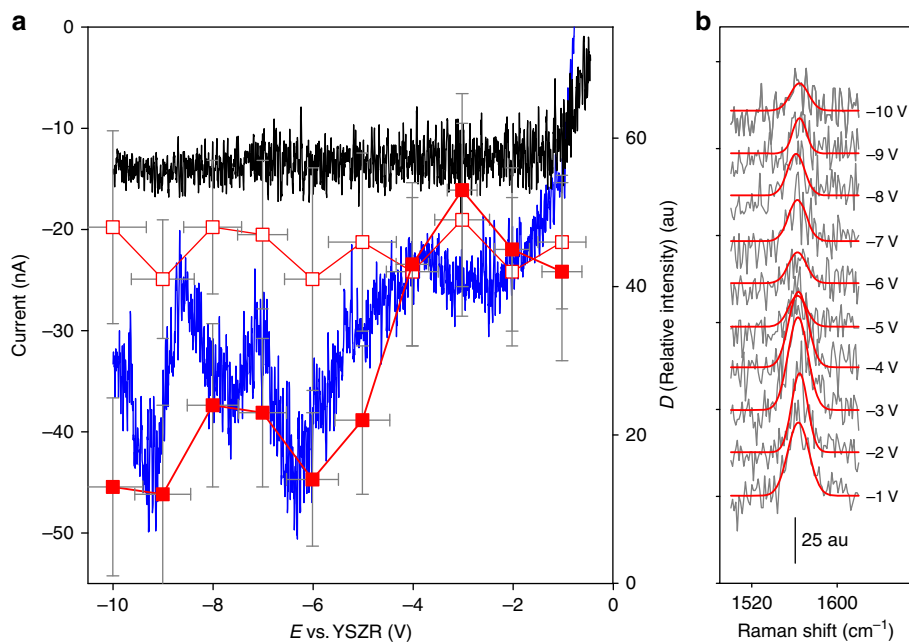 a
b
0
−10
−20
−30
−40
−50
Current (nA)
60
40
20
0
D (Relative intensity) (au)
−10
−8
−6
−4
−2
0
E vs. YSZR (V)
−10 V
−9 V
−8 V
−7 V
−6 V
−5 V
−4 V
−3 V
−2 V
−1 V
25 au
1520
1600
Raman shift (cm⁻¹)